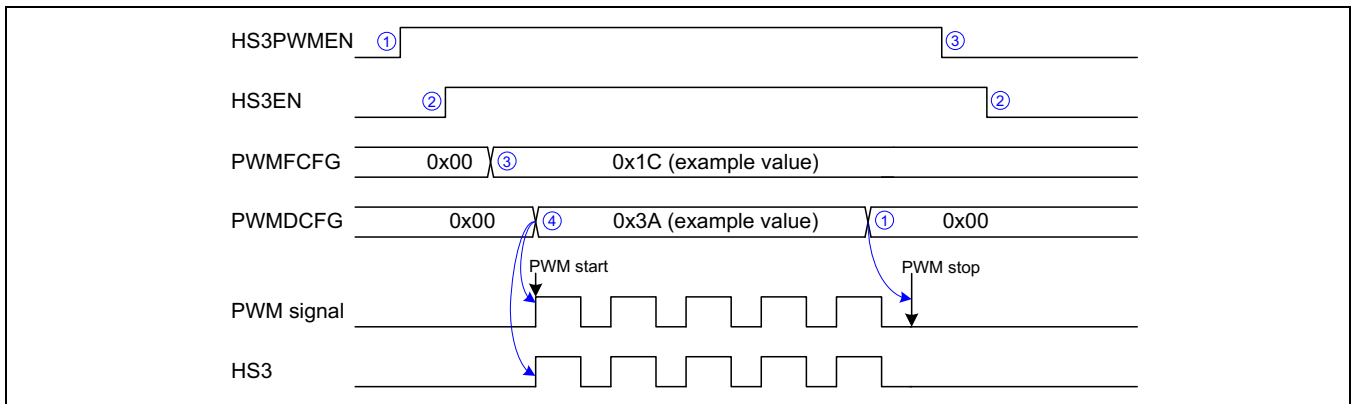 HS3PWMEN ① ③
HS3EN ② ②
PWMFCFG 0x00 ③ 0x1C (example value)
PWMDCFG 0x00 ④ 0x3A (example value) ① 0x00
PWM start PWM stop
PWM signal
HS3